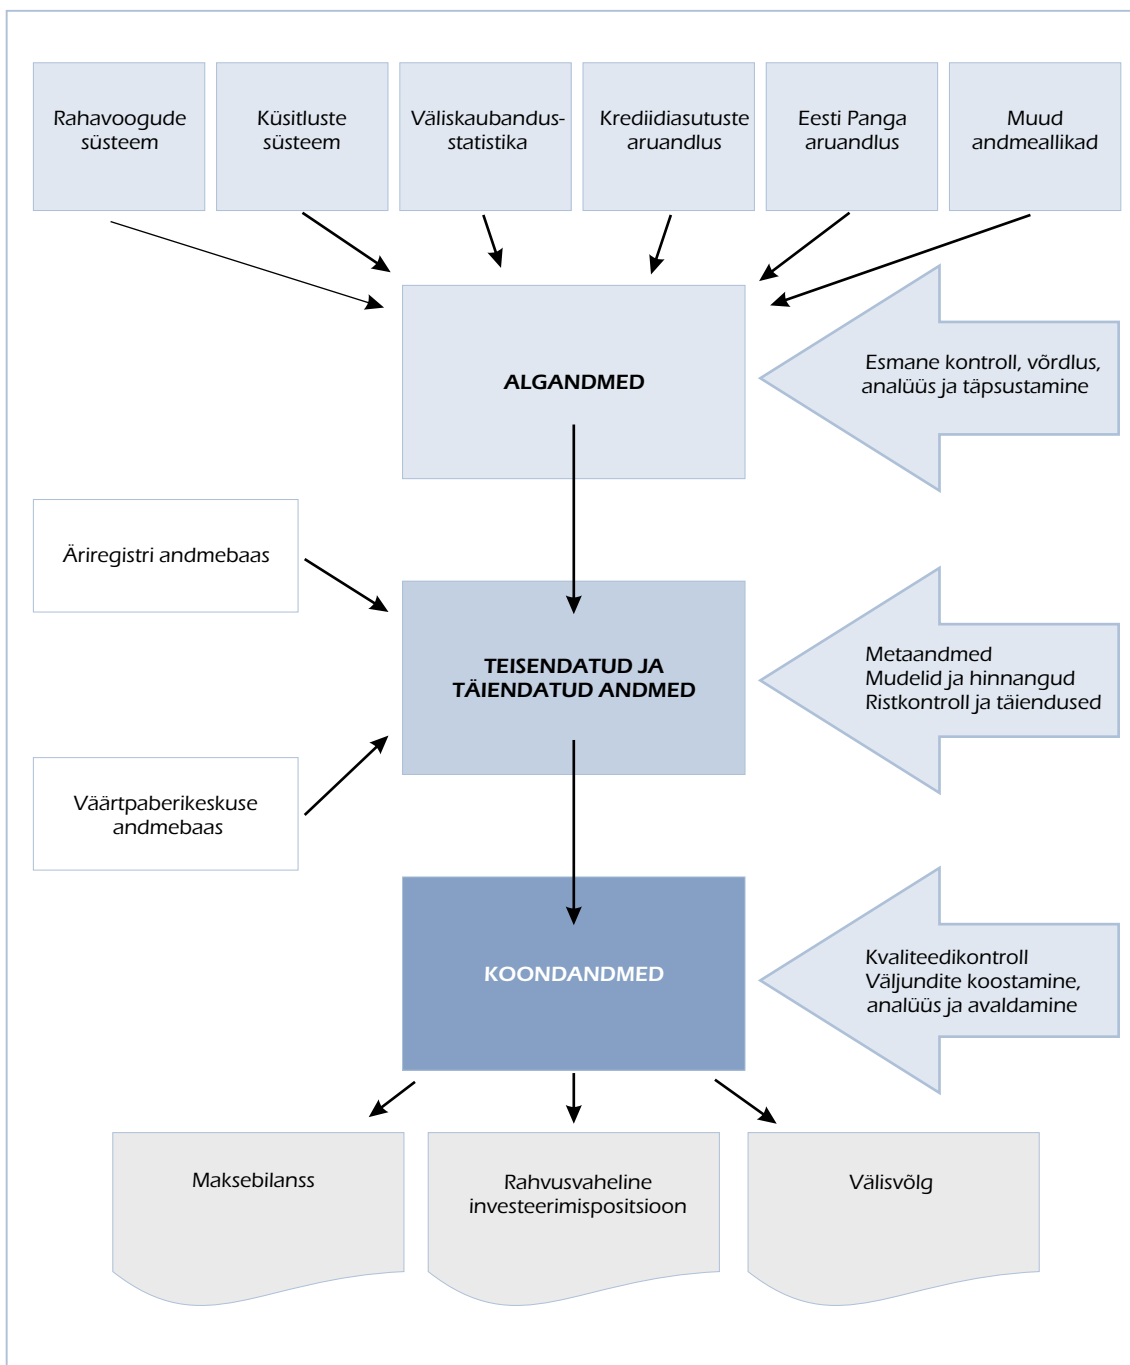 Rahavoogude
süsteem
Küsitluste
süsteem
Väliskaubandus-
statistika
Krediidiasutuste
aruandlus
Eesti Panga
aruandlus
Muud
andmeallikad
ALGANDMED
Esmane kontroll, võrdlus,
analüüs ja täpsustamine
Äriregistri andmebaas
TEISENDATUD JA
TÄIENDATUD ANDMED
Metaandmed
Mudelid ja hinnangud
Ristkontroll ja täiendused
Väärtpaberikeskuse
andmebaas
KOONDANDMED
Kvaliteedikontroll
Väljundite koostamine,
analüüs ja avaldamine
Maksebilanss
Rahvusvaheline
investeerimispositsioon
Välisvõlg